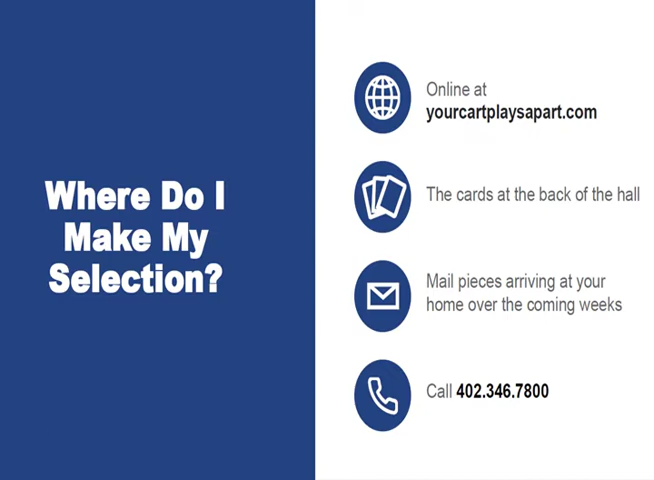 Where Do I
Make My
Selection?
Online at
yourcartplaysapart.com
The cards at the back of the hall
Mail pieces arriving at your
home over the coming weeks
Call 402.346.7800